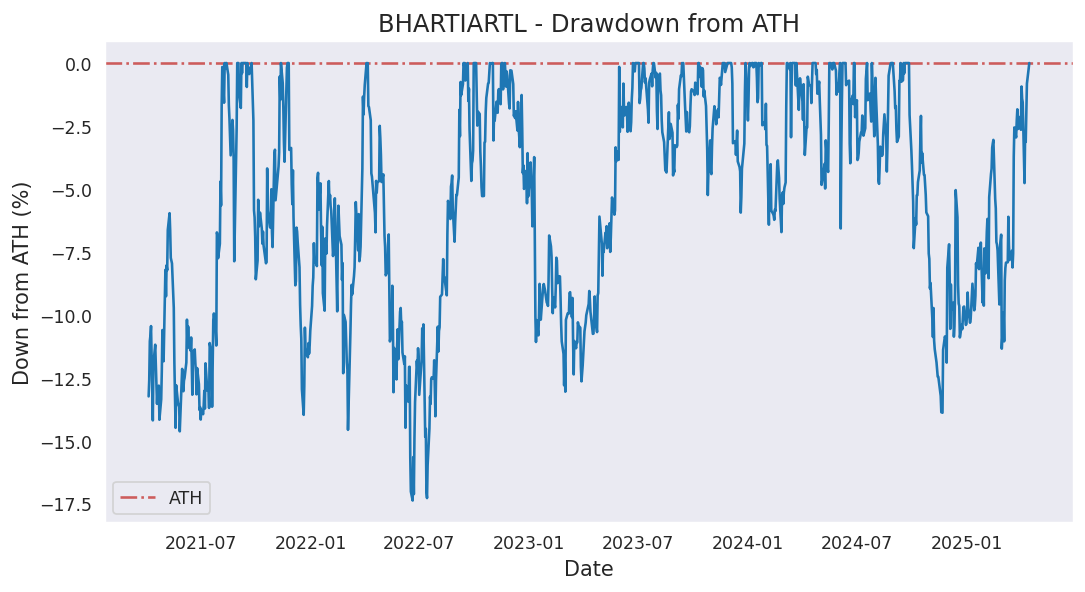 BHARTIARTL - Drawdown from ATH
Down from ATH (%)
0.0
−2.5
−5.0
−7.5
−10.0
−12.5
−15.0
−17.5
ATH
2021-07 2022-01 2022-07 2023-01 2023-07 2024-01 2024-07 2025-01
Date